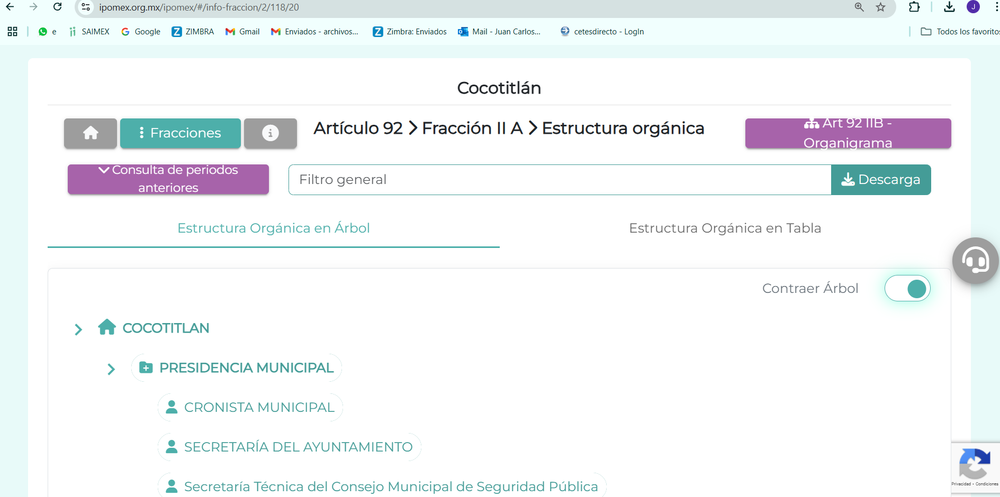 ipomex.org.mx/ipomex/#/info-fraccion/2/118/20
J
e SAIMEX Google ZIMBRA Gmail Enviados - archivos... Zimbra: Enviados Mail - Juan Carlos... cetesdirecto - LogIn Todos los favoritos
Cocotitlán
Fracciones
Artículo 92 > Fracción II A > Estructura orgánica
Art 92 IIB -
Organigrama
Consulta de periodos
anteriores
Filtro general
Descarga
Estructura Orgánica en Árbol
Estructura Orgánica en Tabla
Contraer Árbol
COCOTITLAN
PRESIDENCIA MUNICIPAL
CRONISTA MUNICIPAL
SECRETARÍA DEL AYUNTAMIENTO
Secretaría Técnica del Consejo Municipal de Seguridad Pública
Privacidad - Condiciones